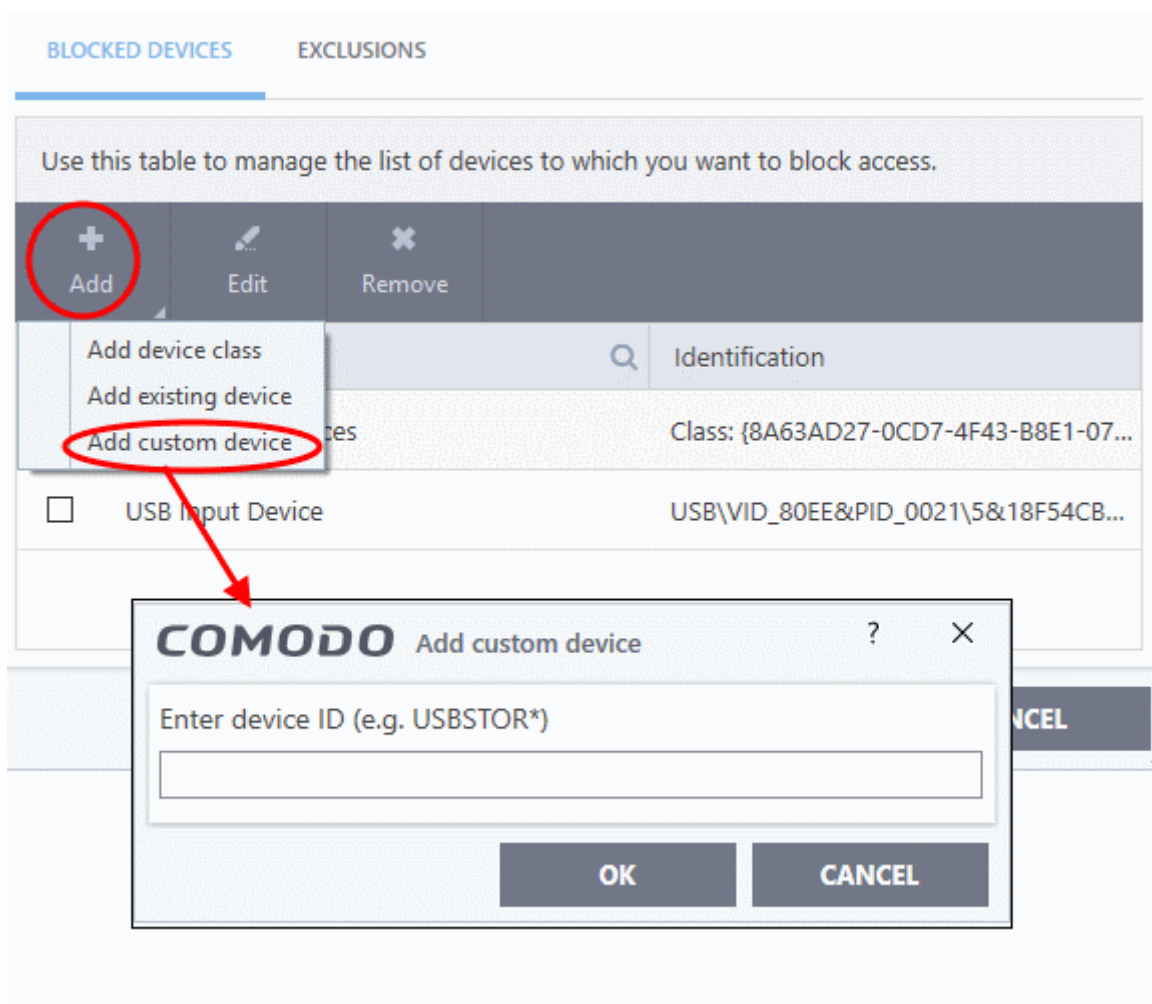 BLOCKED DEVICES EXCLUSIONS
Use this table to manage the list of devices to which you want to block access.
Add Edit Remove
Add device class
Add existing device
Add custom device
Identification
Class: {8A63AD27-0CD7-4F43-B8E1-07...
USB Input Device USB\VID_80EE&PID_0021\5&18F54CB...
COMODO Add custom device ?
Enter device ID (e.g. USBSTOR*)
OK CANCEL